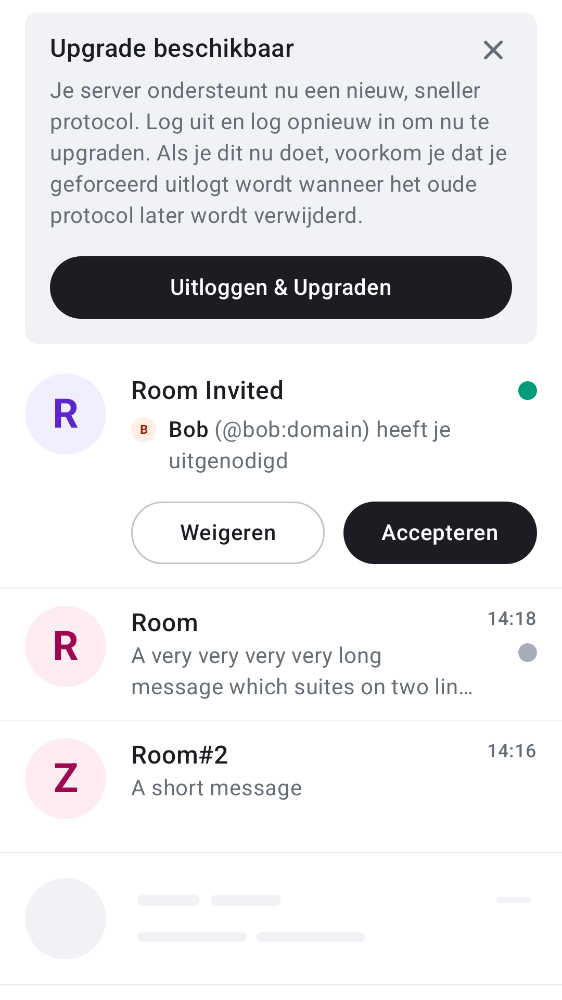 Upgrade beschikbaar
Je server ondersteunt nu een nieuw, sneller
protocol. Log uit en log opnieuw in om nu te
upgraden. Als je dit nu doet, voorkom je dat je
geforceerd uitlogt wordt wanneer het oude
protocol later wordt verwijderd.
Uitloggen & Upgraden
R
Room Invited
B Bob (@bob:domain) heeft je
uitgenodigd
Weigeren
Accepteren
R
Room
14:18
A very very very very long
message which suites on two lin…
Z
Room#2
14:16
A short message